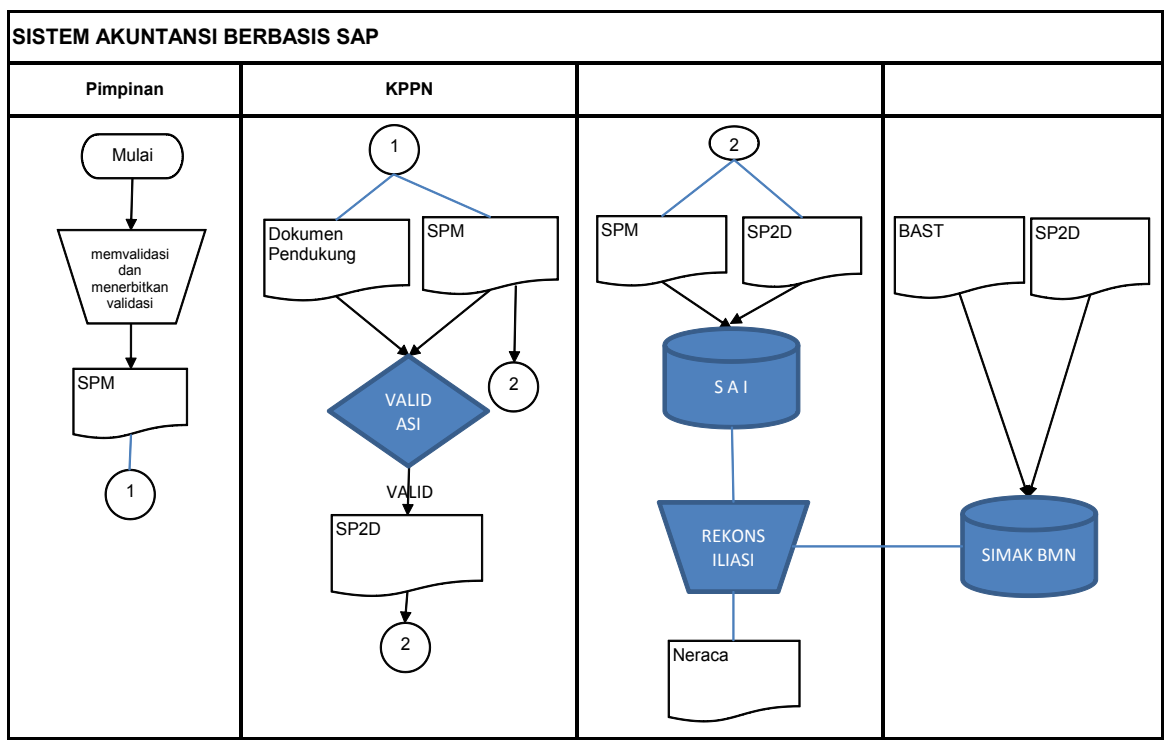 SISTEM AKUNTANSI BERBASIS SAP
Pimpinan
KPPN
Mulai
memvalidasi
dan
menerbitkan
validasi
SPM
1
1
Dokumen
Pendukung
SPM
VALID
ASI
2
VALID
SP2D
2
2
SPM
SP2D
S A I
REKONS
ILIASI
Neraca
BAST
SP2D
SIMAK BMN